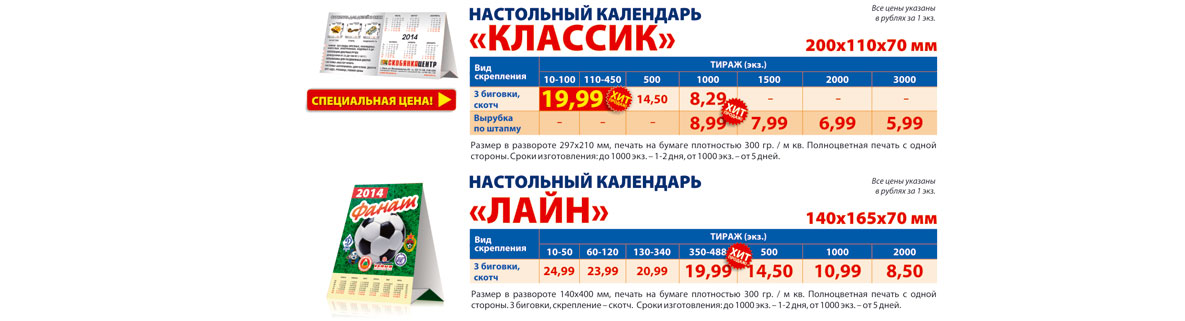 2014
СКОБЯНКАЦЕНТР
СПЕЦИАЛЬНАЯ ЦЕНА!
НАСТОЛЬНЫЙ КАЛЕНДАРЬ
«КЛАССИК»
Все цены указаны
в рублях за 1 экз.
200x110x70 мм
Вид скрепления
ТИРАЖ (экз.)
10-100 110-450 500 1000 1500 2000 3000
3 биговки, скотч 19,99 ХИТ 14,50 8,29 – – –
Вырубка по штампу – – – 8,99 ХИТ 7,99 6,99 5,99
Размер в развороте 297х210 мм, печать на бумаге плотностью 300 гр. / м кв. Полноцветная печать с одной
стороны. Сроки изготовления: до 1000 экз. – 1-2 дня, от 1000 экз. – от 5 дней.
2014
Фанат
НАСТОЛЬНЫЙ КАЛЕНДАРЬ
«ЛАЙН»
Все цены указаны
в рублях за 1 экз.
140x165x70 мм
Вид скрепления
ТИРАЖ (экз.)
10-50 60-120 130-340 350-488 ХИТ 500 1000 2000
3 биговки, скотч 24,99 23,99 20,99 19,99 14,50 10,99 8,50
Размер в развороте 140х400 мм, печать на бумаге плотностью 300 гр. / м кв. Полноцветная печать с одной
стороны. 3 биговки, скрепление – скотч. Сроки изготовления: до 1000 экз. – 1-2 дня, от 1000 экз. – от 5 дней.